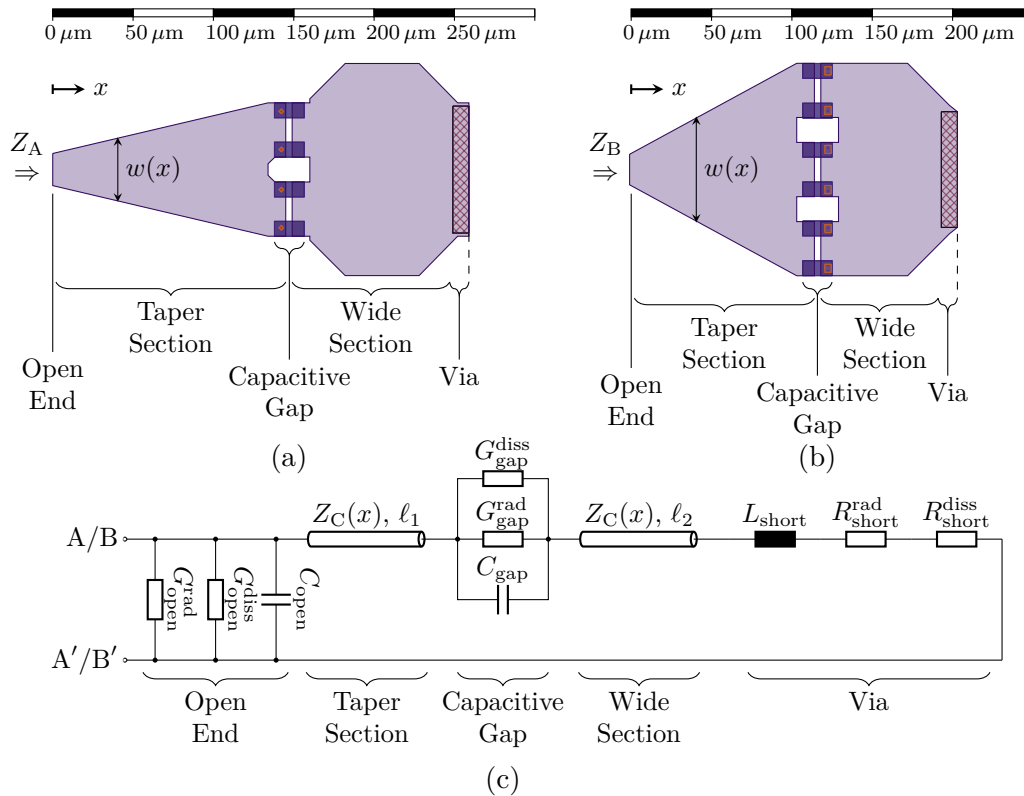 0 μm 50 μm 100 μm 150 μm 200 μm 250 μm
x
Z_A
⇒
w(x)
Taper
Section
Wide
Section
Open
End
Capacitive
Gap
Via
(a)
0 μm 50 μm 100 μm 150 μm 200 μm
x
Z_B
⇒
w(x)
Taper
Section
Wide
Section
Open
End
Capacitive
Gap
Via
(b)
G_gap^diss
Z_C(x), ℓ_1
G_gap^rad
Z_C(x), ℓ_2
L_short
R_short^rad
R_short^diss
A/B
C_gap
G_open^rad
G_open^diss
C_open
A′/B′
Open
End
Taper
Section
Capacitive
Gap
Wide
Section
Via
(c)